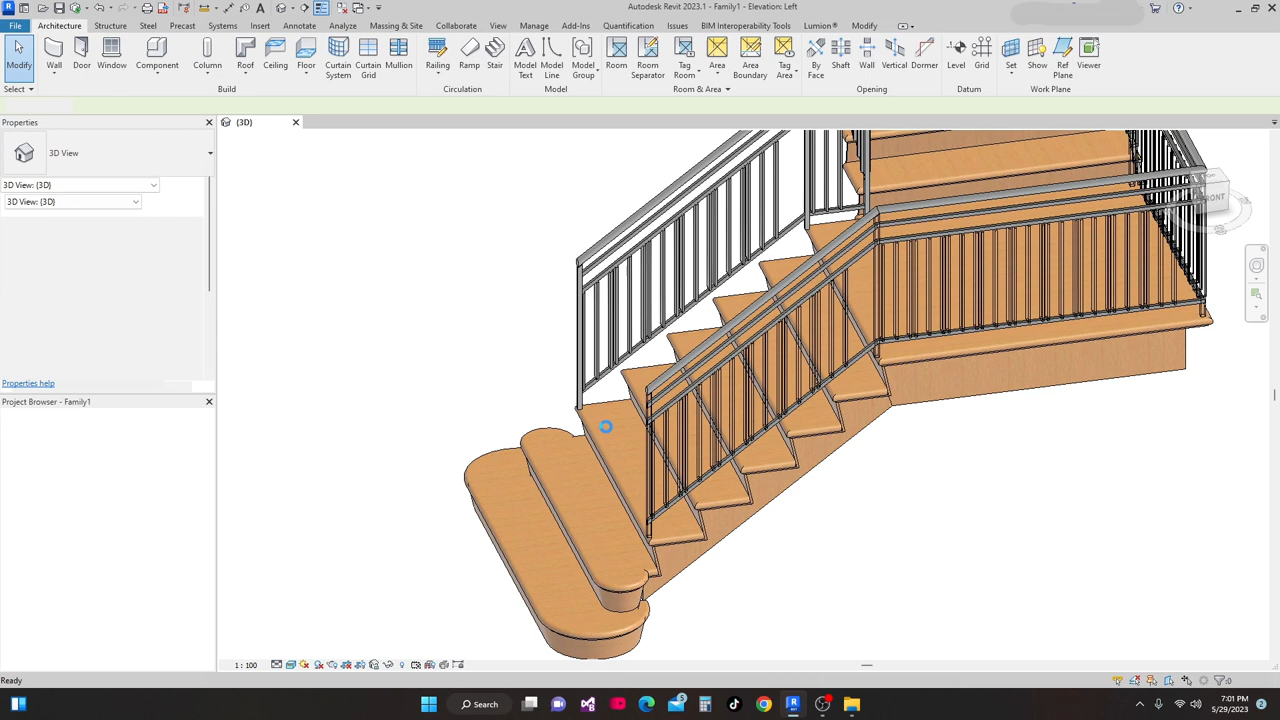 Autodesk Revit 2023.1 - Family1 - Elevation: Left
File Architecture Structure Steel Precast Systems Insert Annotate Analyze Massing & Site Collaborate View Manage Add-Ins Quantification Issues BIM Interoperability Tools Lumion® Modify
Modify Wall Door Window Component Column Roof Ceiling Floor Curtain System Curtain Grid Mullion Railing Ramp Stair Model Text Model Line Model Group Room Room Separator Tag Room Area Area Boundary Tag Area By Face Shaft Wall Vertical Dormer Level Grid Set Show Ref Plane Viewer
Select Build Circulation Model Room & Area Opening Datum Work Plane
Properties
{3D}
3D View
3D View: {3D}
3D View: {3D}
FRONT
Properties help
Project Browser - Family1
1 : 100
Ready
:0
Search
5
7:01 PM
5/29/2023